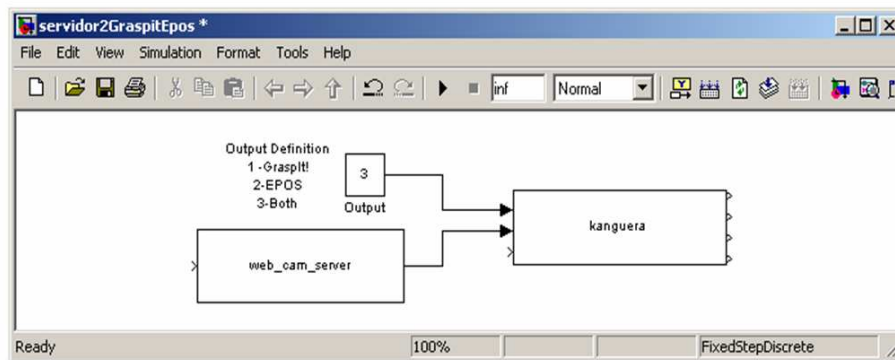 servidor2GraspitEpos *
File Edit View Simulation Format Tools Help
inf Normal
Output Definition
1 -GraspIt!
2-EPOS
3-Both
3
Output
kanguera
web_cam_server
Ready 100% FixedStepDiscrete